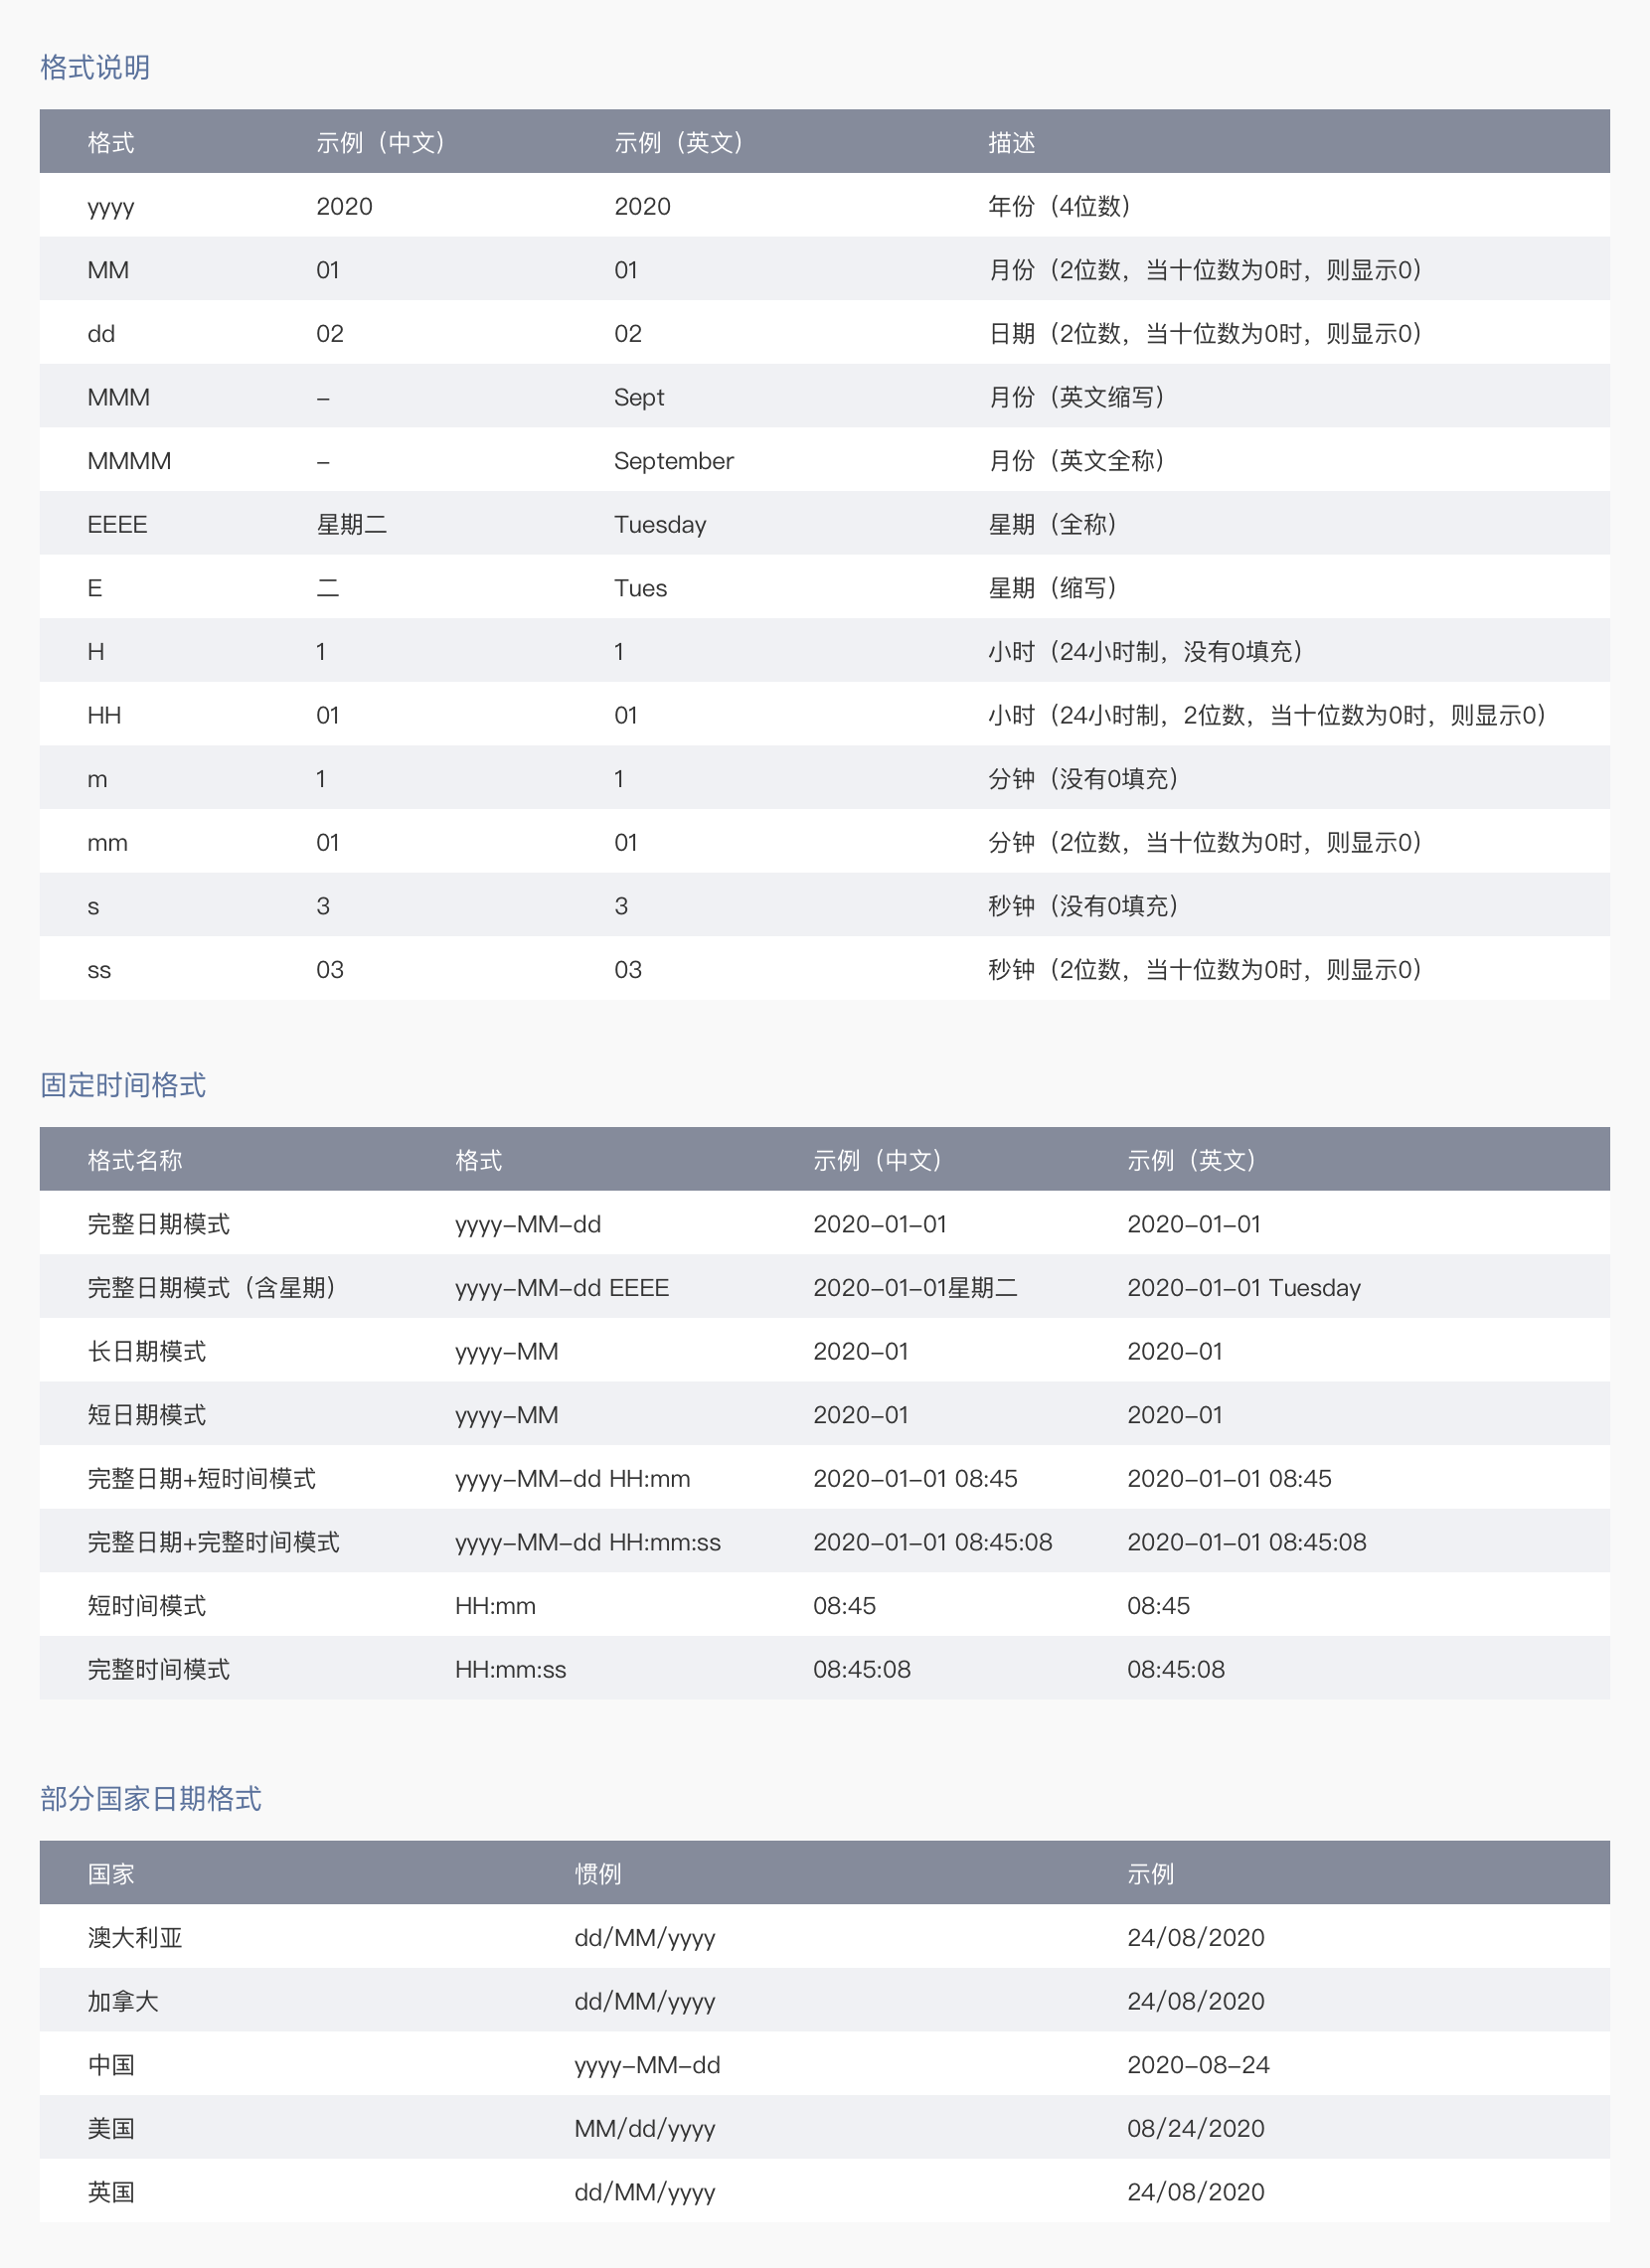 格式说明
格式 示例（中文） 示例（英文） 描述
yyyy 2020 2020 年份（4位数）
MM 01 01 月份（2位数，当十位数为0时，则显示0）
dd 02 02 日期（2位数，当十位数为0时，则显示0）
MMM – Sept 月份（英文缩写）
MMMM – September 月份（英文全称）
EEEE 星期二 Tuesday 星期（全称）
E 二 Tues 星期（缩写）
H 1 1 小时（24小时制，没有0填充）
HH 01 01 小时（24小时制，2位数，当十位数为0时，则显示0）
m 1 1 分钟（没有0填充）
mm 01 01 分钟（2位数，当十位数为0时，则显示0）
s 3 3 秒钟（没有0填充）
ss 03 03 秒钟（2位数，当十位数为0时，则显示0）
固定时间格式
格式名称 格式 示例（中文） 示例（英文）
完整日期模式 yyyy–MM–dd 2020–01–01 2020–01–01
完整日期模式（含星期） yyyy–MM–dd EEEE 2020–01–01星期二 2020–01–01 Tuesday
长日期模式 yyyy–MM 2020–01 2020–01
短日期模式 yyyy–MM 2020–01 2020–01
完整日期+短时间模式 yyyy–MM–dd HH:mm 2020–01–01 08:45 2020–01–01 08:45
完整日期+完整时间模式 yyyy–MM–dd HH:mm:ss 2020–01–01 08:45:08 2020–01–01 08:45:08
短时间模式 HH:mm 08:45 08:45
完整时间模式 HH:mm:ss 08:45:08 08:45:08
部分国家日期格式
国家 惯例 示例
澳大利亚 dd/MM/yyyy 24/08/2020
加拿大 dd/MM/yyyy 24/08/2020
中国 yyyy–MM–dd 2020–08–24
美国 MM/dd/yyyy 08/24/2020
英国 dd/MM/yyyy 24/08/2020